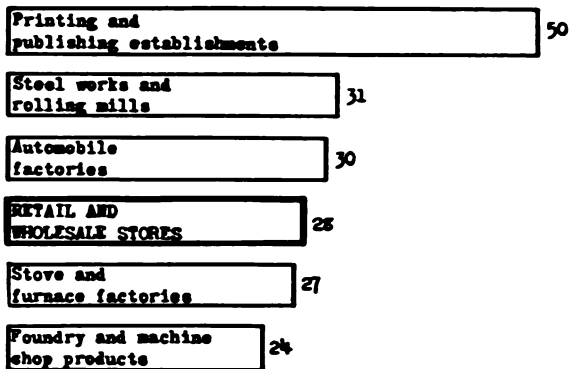 Printing and
publishing establishments
50
Steel works and
rolling mills
31
Automobile
factories
30
RETAIL AND
WHOLESALE STORES
28
Stove and
furnace factories
27
Foundry and machine
shop products
24